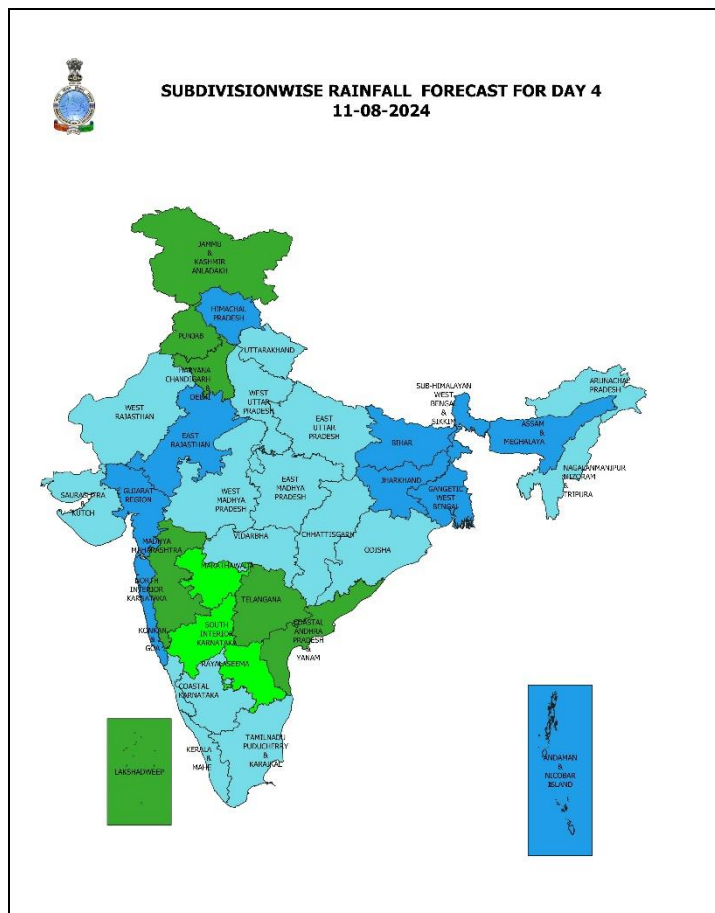 SUBDIVISIONWISE RAINFALL FORECAST FOR DAY 4
11-08-2024
JAMMU
&
KASHMIR
ANLADAKH
HIMACHAL
PRADESH
PUNJAB
UTTARAKHAND
HARYANA
CHANDIGARH
&
DELHI
WEST
UTTAR
PRADESH
SUB-HIMALAYAN
WEST
BENGAL
&
SIKKIM
ARUNACHAL
PRADESH
WEST
RAJASTHAN
EAST
UTTAR
PRADESH
ASSAM
&
MEGHALAYA
EAST
RAJASTHAN
BIHAR
NAGALANMANIPUR
MIZORAM
&
TRIPURA
SAURASHTRA
&
KUTCH
GUJARAT
REGION
WEST
MADHYA
PRADESH
EAST
MADHYA
PRADESH
JHARKHAND
GANGETIC
WEST
BENGAL
MADHYA
MAHARASHTRA
VIDARBHA
CHHATTISGARH
ODISHA
MARATHAWADA
NORTH
INTERIOR
KARNATAKA
TELANGANA
KONKAN
&
GOA
SOUTH
INTERIOR
KARNATAKA
COASTAL
ANDHRA
PRADESH
&
YANAM
RAYALASEEMA
COASTAL
KARNATAKA
KERALA
&
MAHE
TAMILNADU
PUDUCHERRY
&
KARAIKAL
LAKSHADWEEP
ANDAMAN
&
NICOBAR
ISLAND